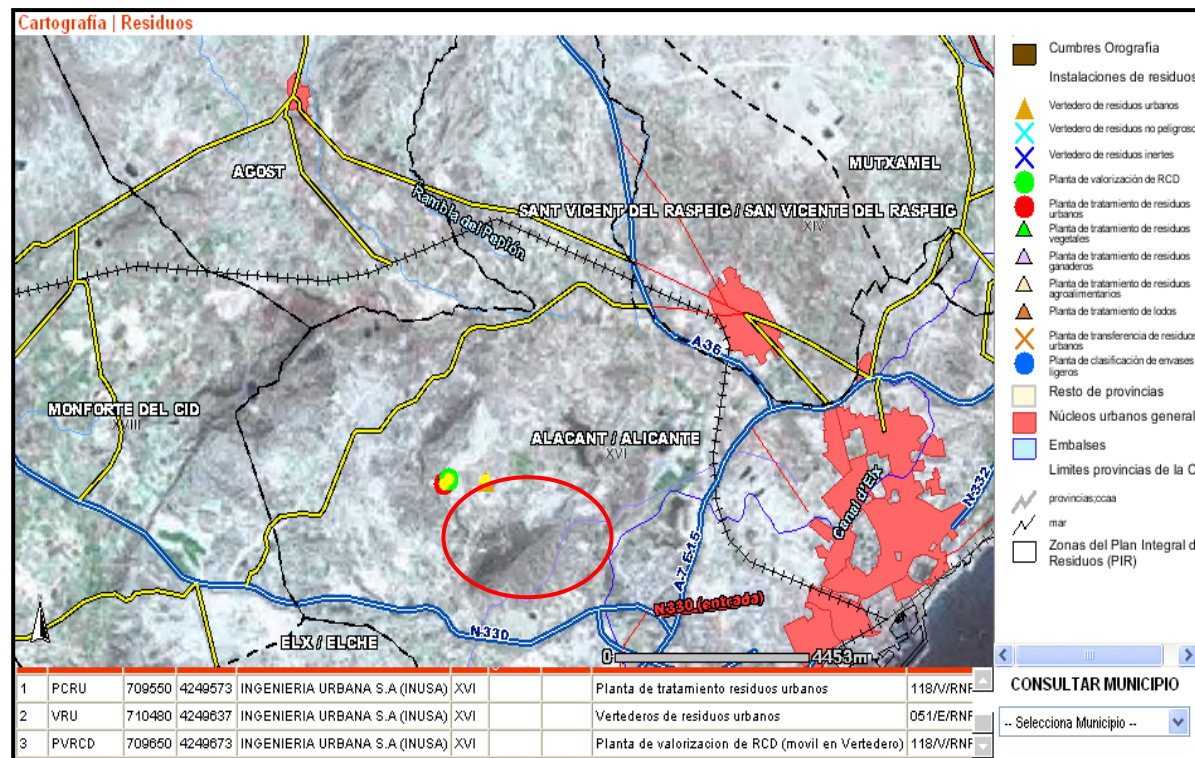 Cartografía | Residuos
AGOST
MUTXAMEL
Rambla del Pepión
SANT VICENT DEL RASPEIG / SAN VICENTE DEL RASPEIG
XIV
A36
MONFORTE DEL CID
XVIII
ALACANT / ALICANTE
XVI
Canal d'Ex
N-332
A-7 E-15
N-330 (entrada)
N-330
ELX / ELCHE
0
4453m
Cumbres Orografía
Instalaciones de residuos
Vertedero de residuos urbanos
Vertedero de residuos no peligroso
Vertedero de residuos inertes
Planta de valorización de RCD
Planta de tratamiento de residuos
urbanos
Planta de tratamiento de residuos
vegetales
Planta de tratamiento de residuos
ganaderos
Planta de tratamiento de residuos
agroalimentarios
Planta de tratamiento de lodos
Planta de transferencia de residuos
urbanos
Planta de clasificación de envases
ligeros
Resto de provincias
Núcleos urbanos general
Embalses
Limites provincias de la C
provincias;ccaa
mar
Zonas del Plan Integral d
Residuos (PIR)
1 PCRU 709550 4249573 INGENIERIA URBANA S.A (INUSA) XVI Planta de tratamiento residuos urbanos 118/V/RNF
2 VRU 710480 4249637 INGENIERIA URBANA S.A (INUSA) XVI Vertederos de residuos urbanos 051/E/RNF
3 PVRCD 709650 4249673 INGENIERIA URBANA S.A (INUSA) XVI Planta de valorizacion de RCD (movil en Vertedero) 118/V/RNF
CONSULTAR MUNICIPIO
-- Selecciona Municipio --